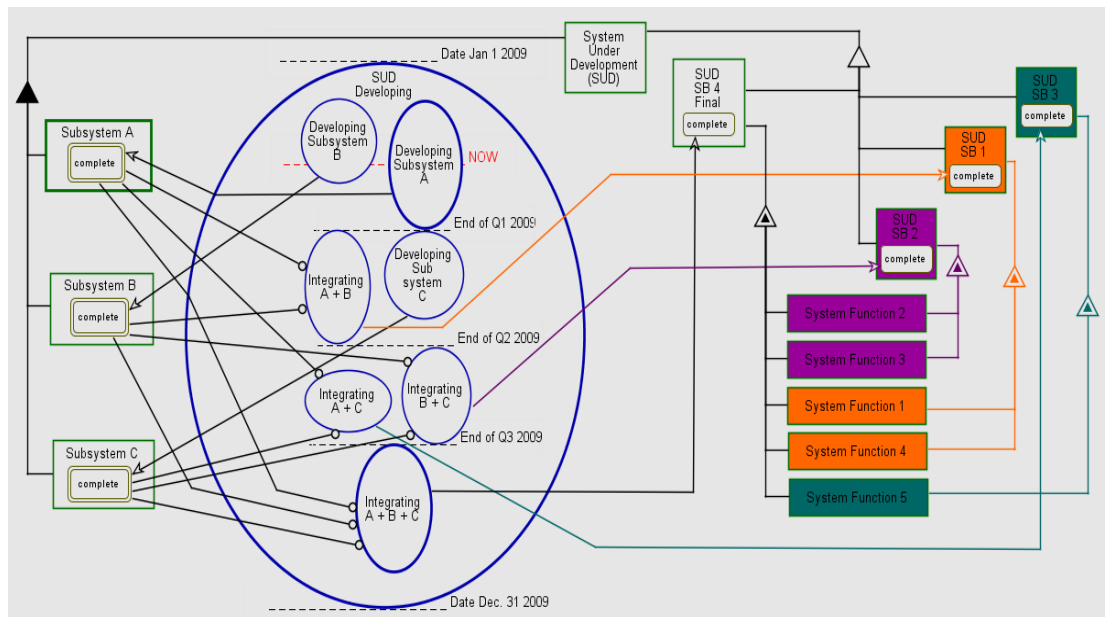 System
Under
Development
(SUD)
Date Jan 1 2009
SUD
Developing
SUD
SB 4
Final
complete
SUD
SB 3
complete
Subsystem A
complete
Developing
Subsystem
B
Developing
Subsystem
A
NOW
SUD
SB 1
complete
End of Q1 2009
SUD
SB 2
complete
Integrating
A + B
Developing
Sub
system
C
Subsystem B
complete
System Function 2
End of Q2 2009
System Function 3
Integrating
A + C
Integrating
B + C
System Function 1
End of Q3 2009
System Function 4
Subsystem C
complete
Integrating
A + B + C
System Function 5
Date Dec. 31 2009